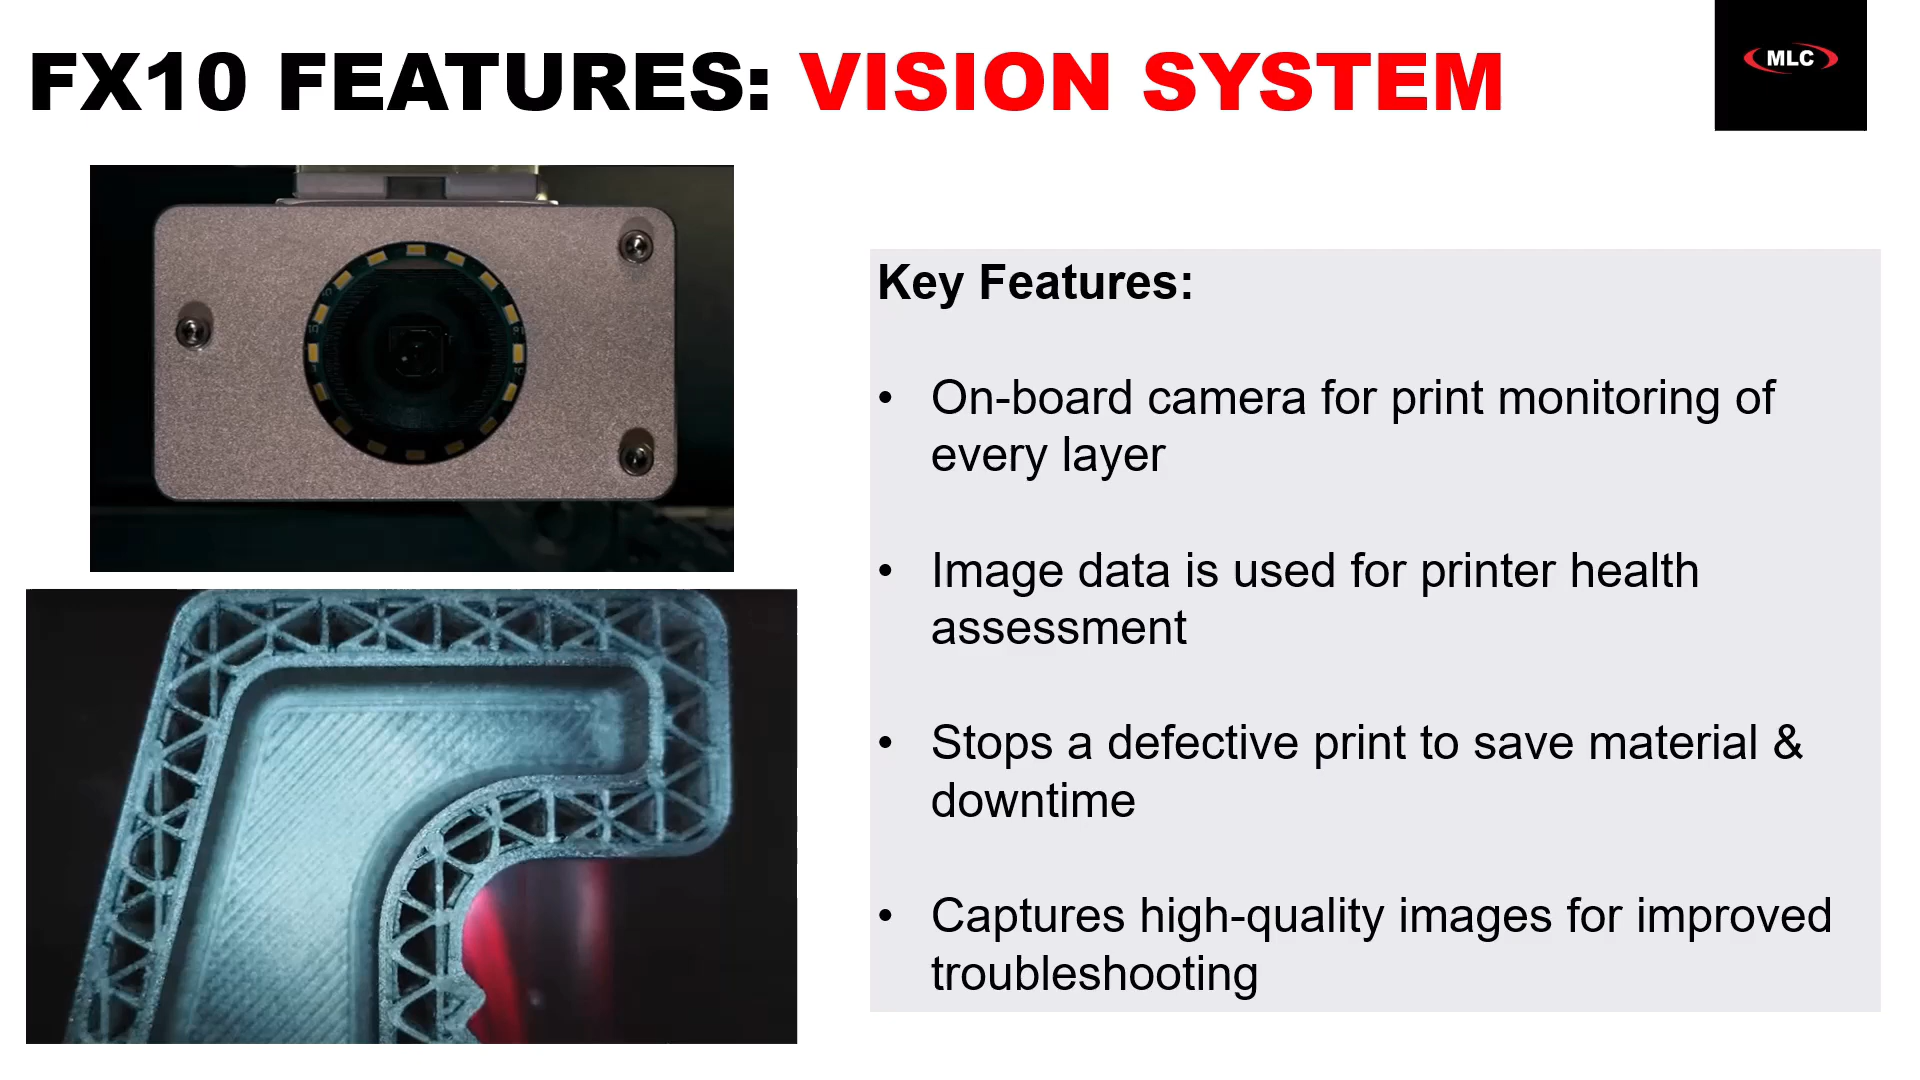 FX10 FEATURES: VISION SYSTEM
MLC
Key Features:
• On-board camera for print monitoring of
every layer
• Image data is used for printer health
assessment
• Stops a defective print to save material &
downtime
• Captures high-quality images for improved
troubleshooting